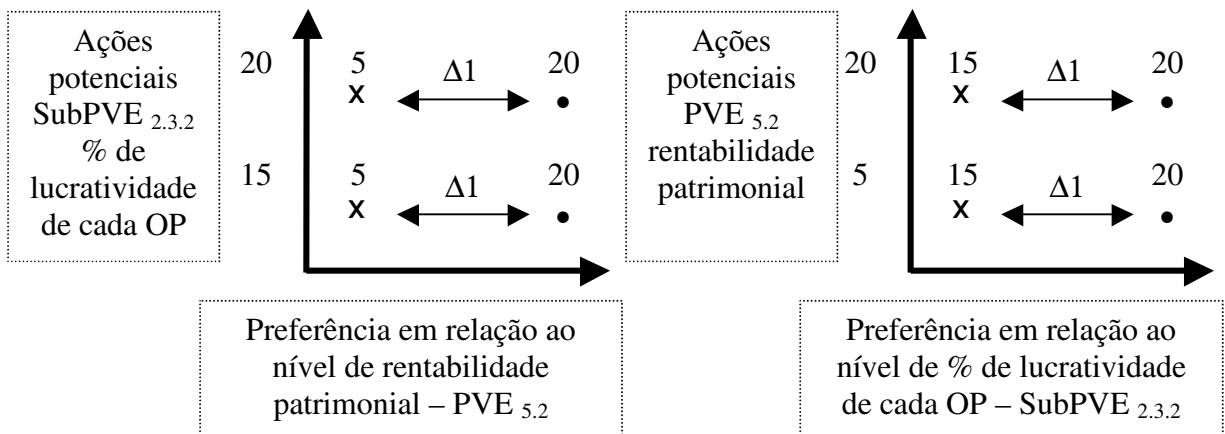 Ações
potenciais
SubPVE 2.3.2
% de
lucratividade
de cada OP
20
5
x
Δ1
20
15
5
x
Δ1
20
Preferência em relação ao
nível de rentabilidade
patrimonial – PVE 5.2
Ações
potenciais
PVE 5.2
rentabilidade
patrimonial
20
15
x
Δ1
20
5
15
x
Δ1
20
Preferência em relação ao
nível de % de lucratividade
de cada OP – SubPVE 2.3.2